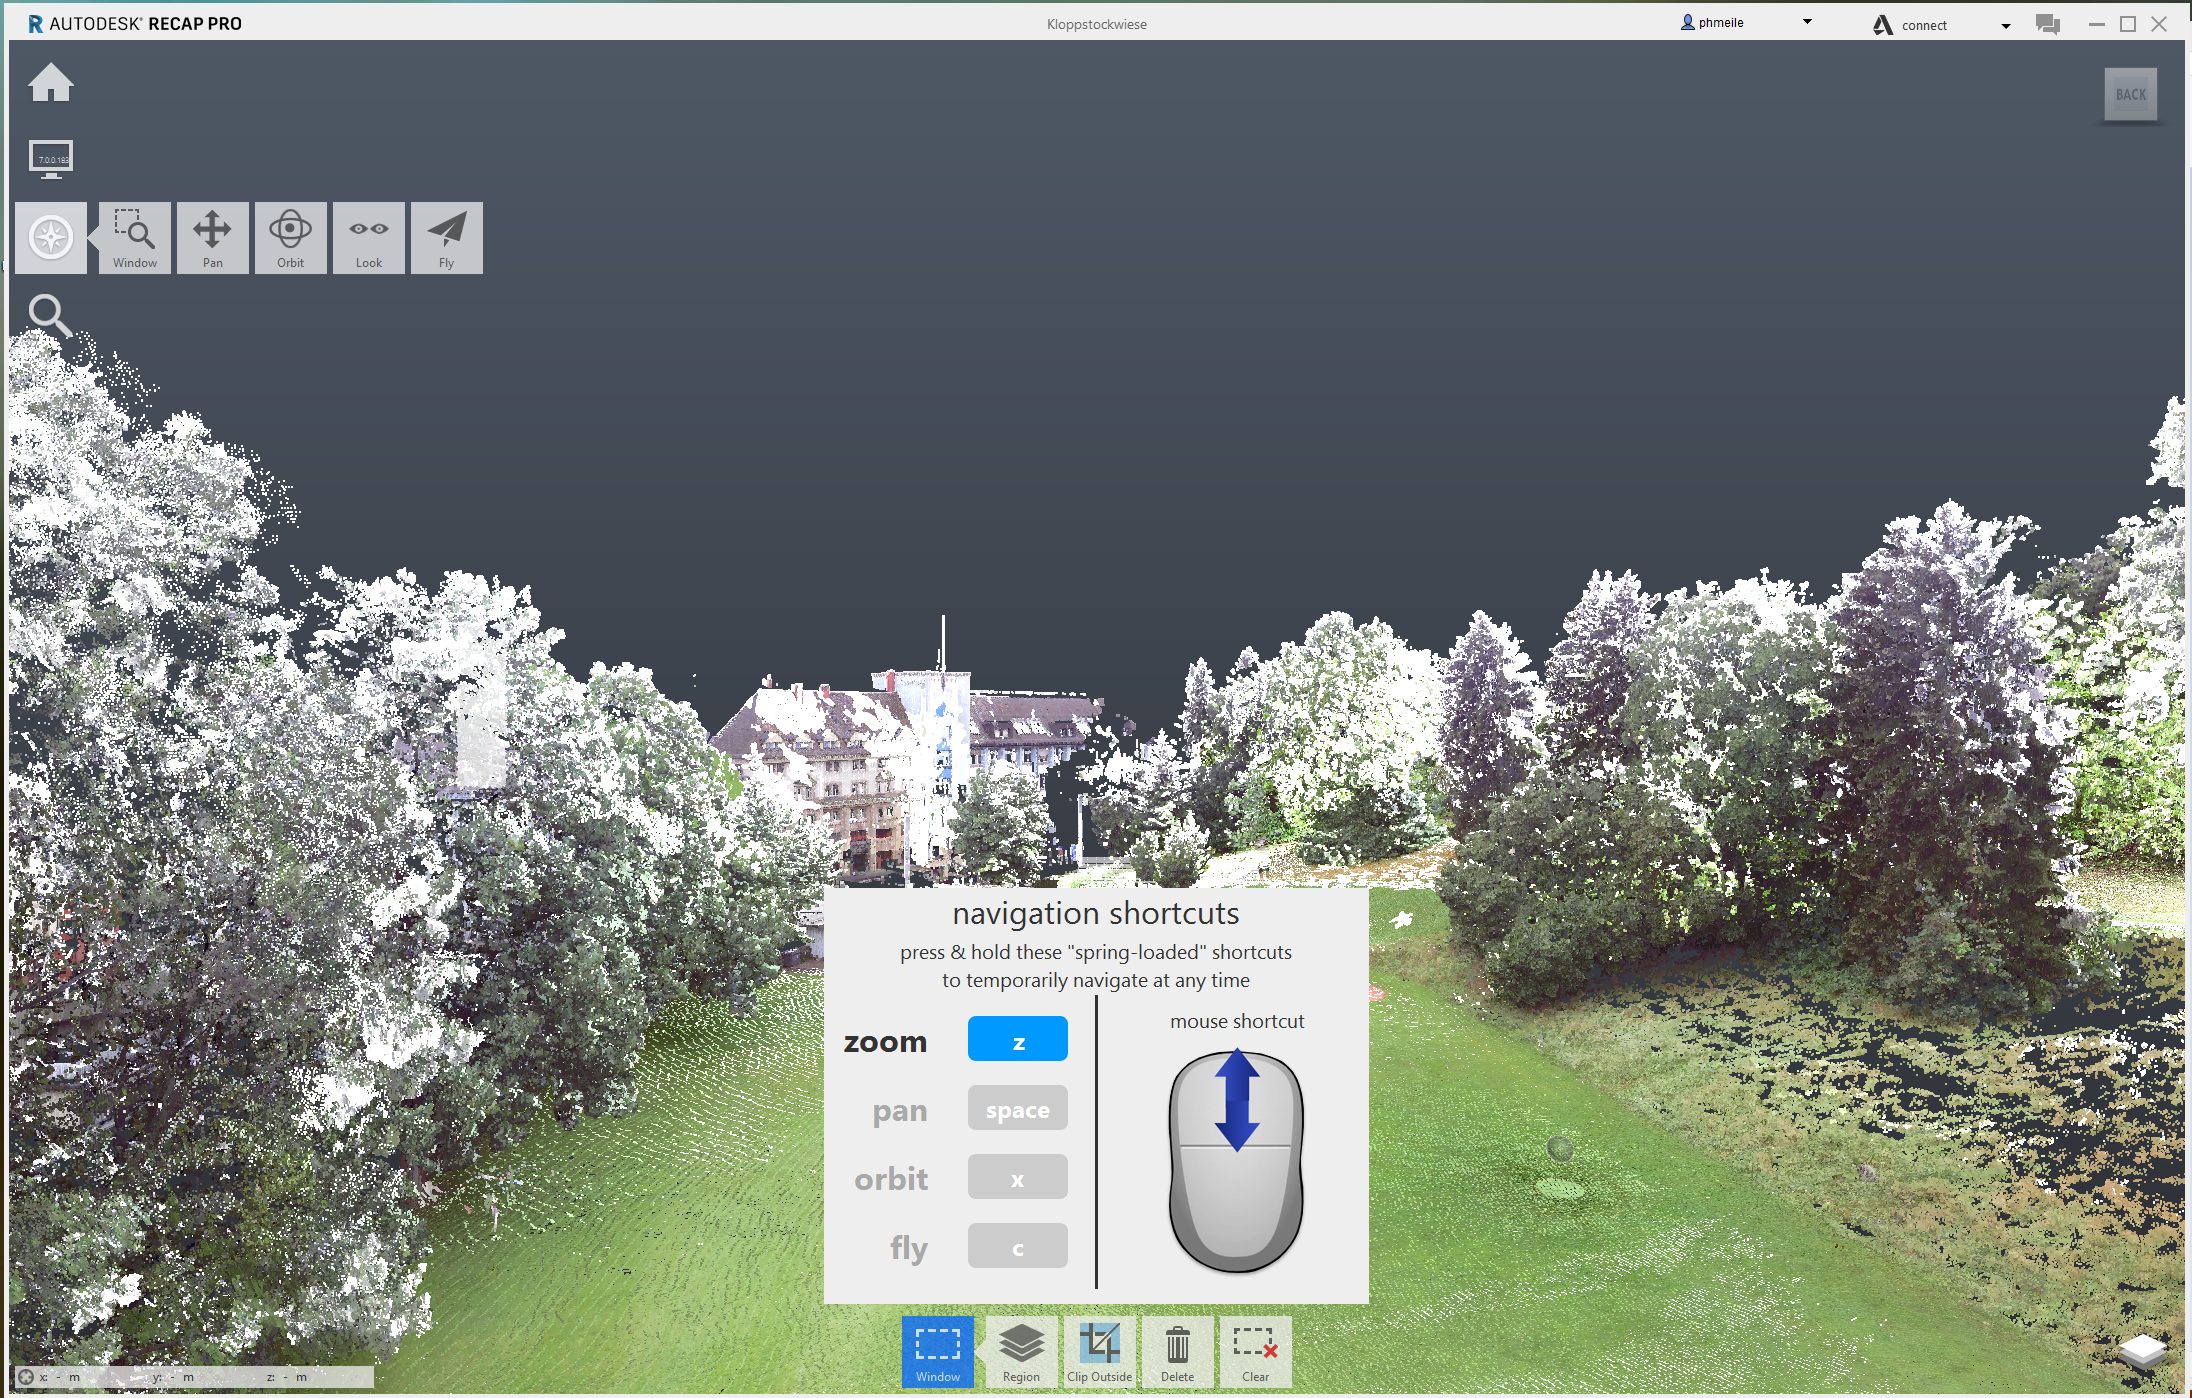 R AUTODESK® RECAP PRO
Kloppstockwiese
phmeile
connect
BACK
7.0.0.183
Window
Pan
Orbit
Look
Fly
navigation shortcuts
press & hold these "spring-loaded" shortcuts
to temporarily navigate at any time
mouse shortcut
zoom z
pan space
orbit x
fly c
Window
Region
Clip Outside
Delete
Clear
x: - m y: - m z: - m